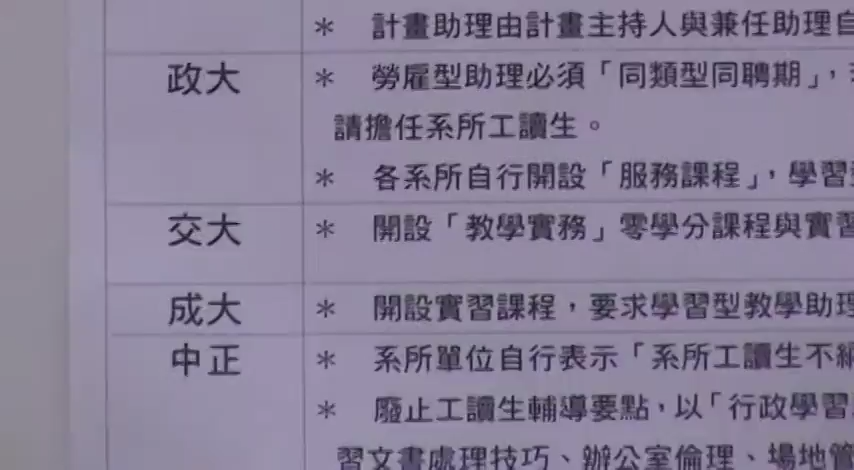 ＊ 計畫助理由計畫主持人與兼任助理自
政大 ＊ 勞雇型助理必須「同類型同聘期」，
請擔任系所工讀生。
＊ 各系所自行開設「服務課程」，學習
交大 ＊ 開設「教學實務」零學分課程與實習
成大 ＊ 開設實習課程，要求學習型教學助理
中正 ＊ 系所單位自行表示「系所工讀生不
＊ 廢止工讀生輔導要點，以「行政學習
習文書處理技巧、辦公室倫理、場地管